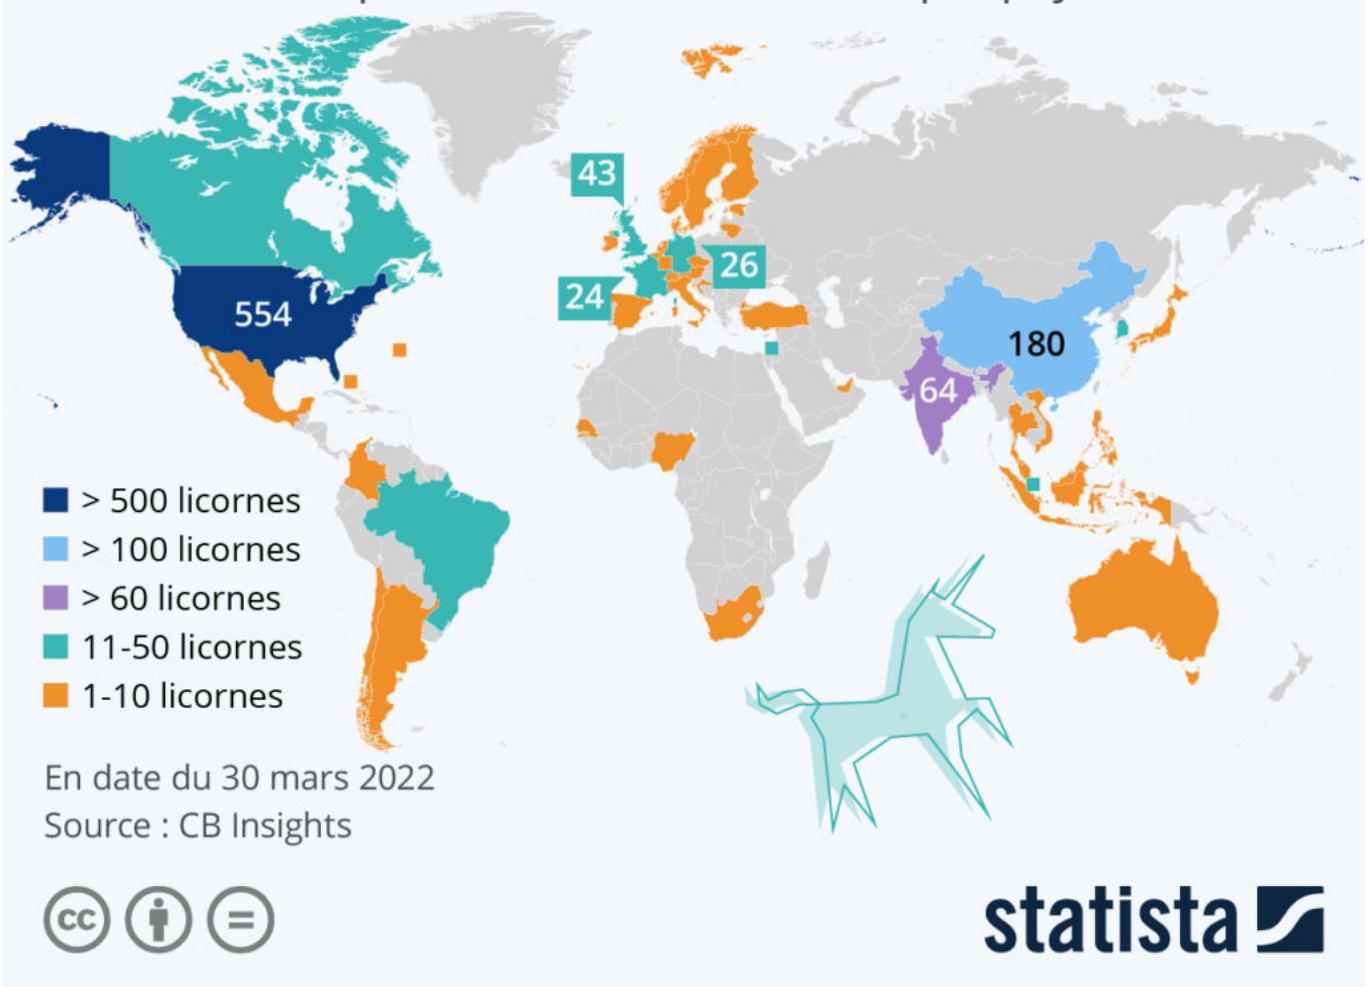 43
26
24
554
180
64
> 500 licornes
> 100 licornes
> 60 licornes
11-50 licornes
1-10 licornes
En date du 30 mars 2022
Source : CB Insights
cc
=
statista